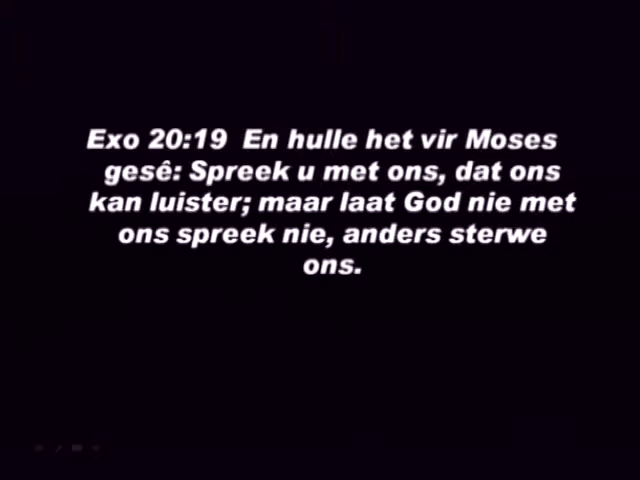 Exo 20:19  En hulle het vir Moses
gesê: Spreek u met ons, dat ons
kan luister; maar laat God nie met
ons spreek nie, anders sterwe
ons.